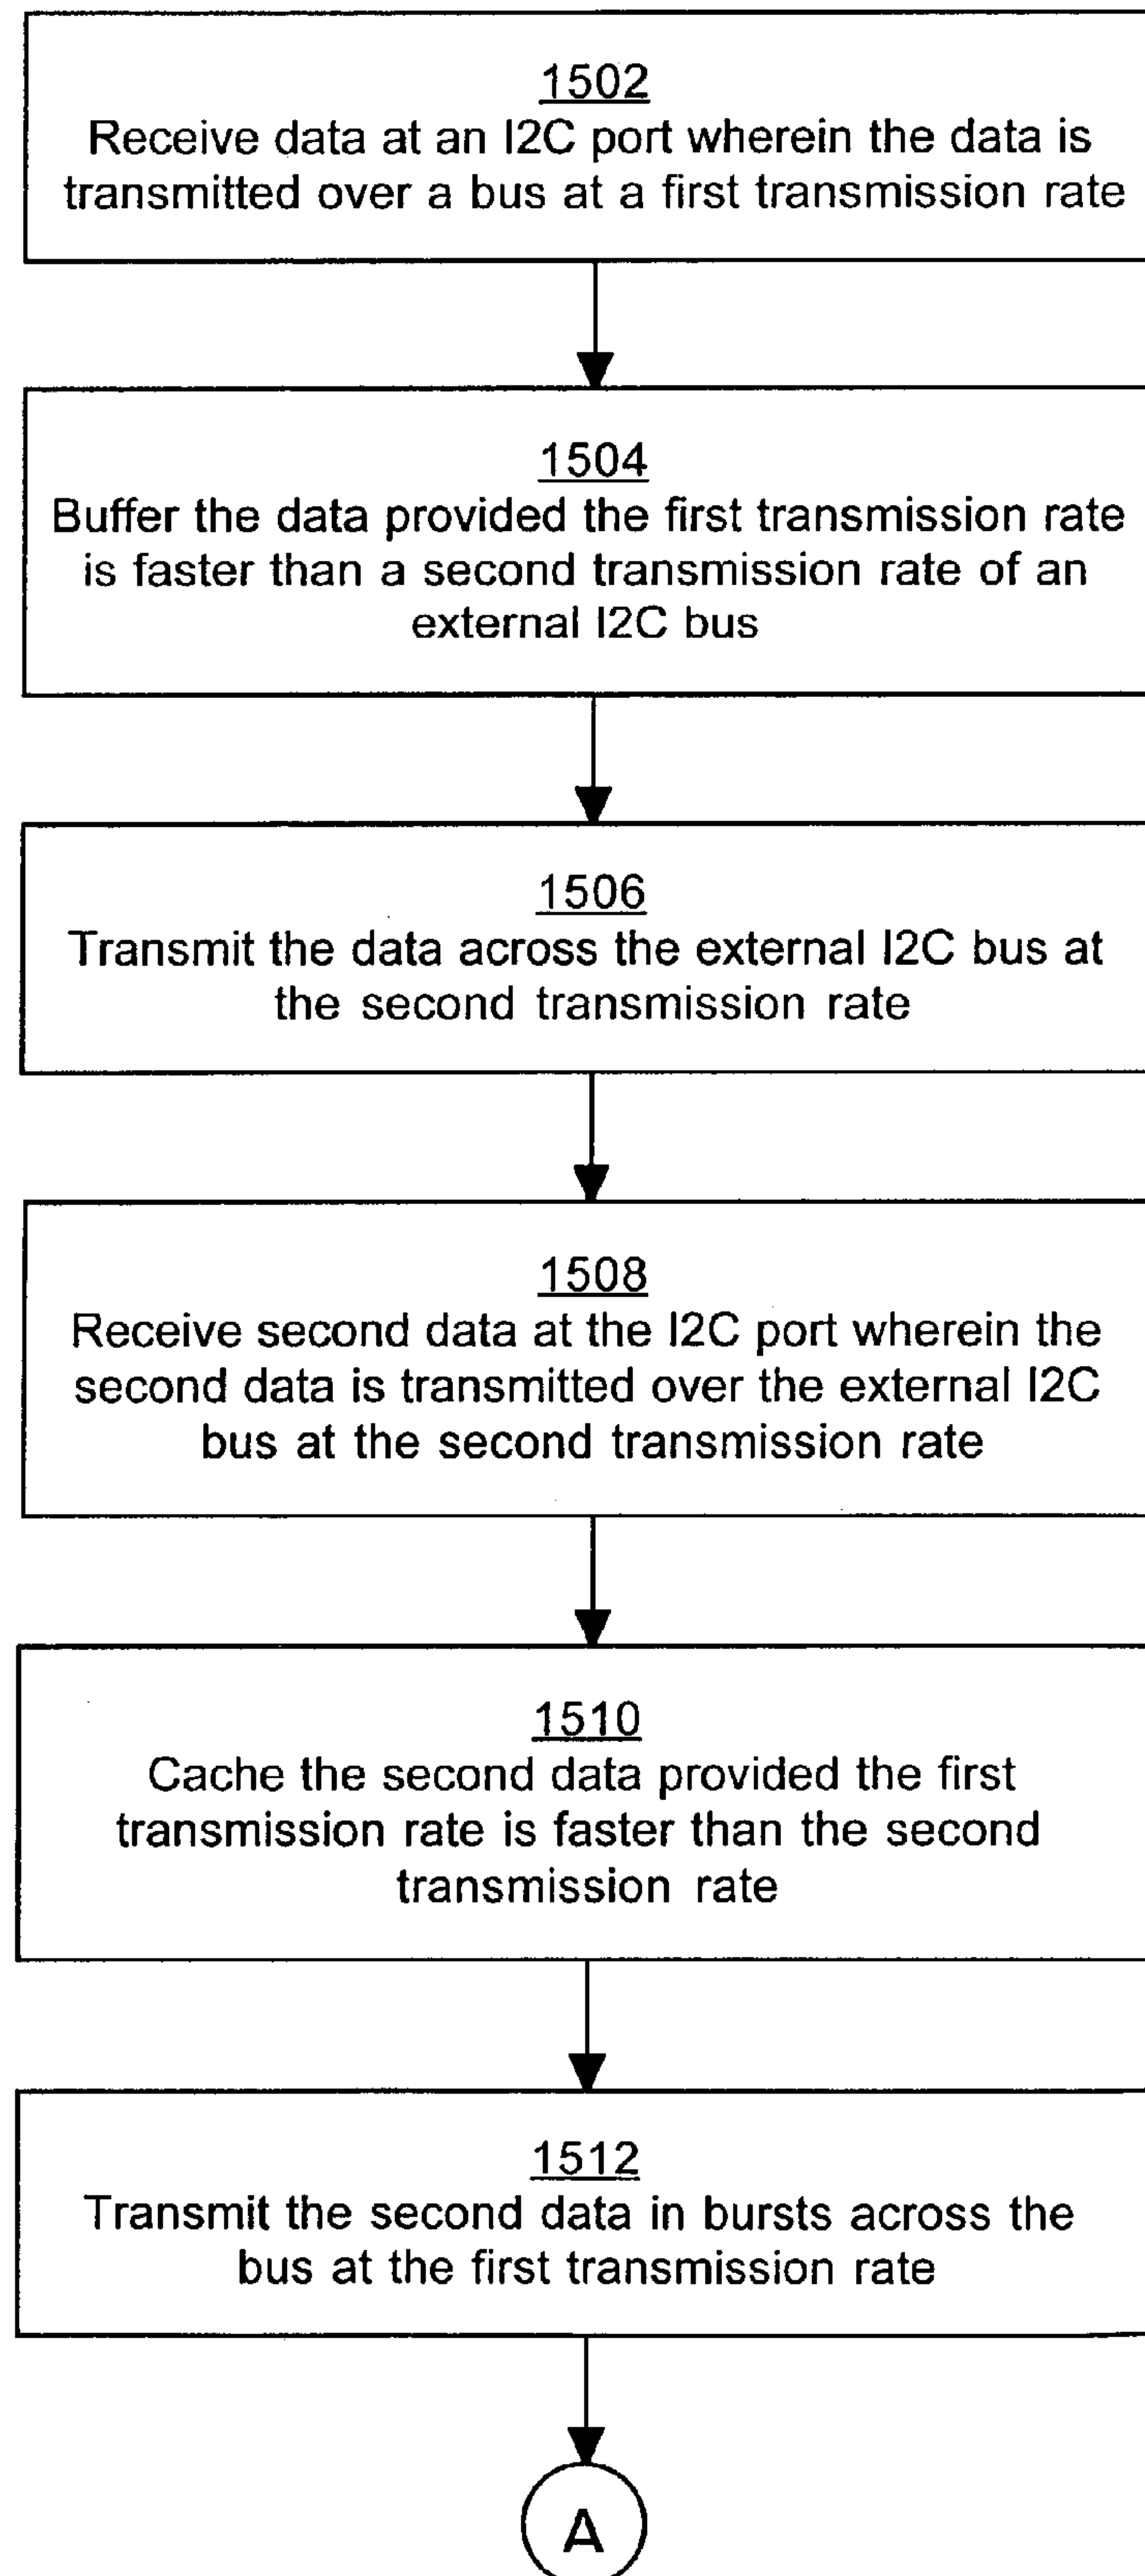 1502
Receive data at an I2C port wherein the data is
transmitted over a bus at a first transmission rate
1504
Buffer the data provided the first transmission rate
is faster than a second transmission rate of an
external I2C bus
1506
Transmit the data across the external I2C bus at
the second transmission rate
1508
Receive second data at the I2C port wherein the
second data is transmitted over the external I2C
bus at the second transmission rate
1510
Cache the second data provided the first
transmission rate is faster than the second
transmission rate
1512
Transmit the second data in bursts across the
bus at the first transmission rate
A